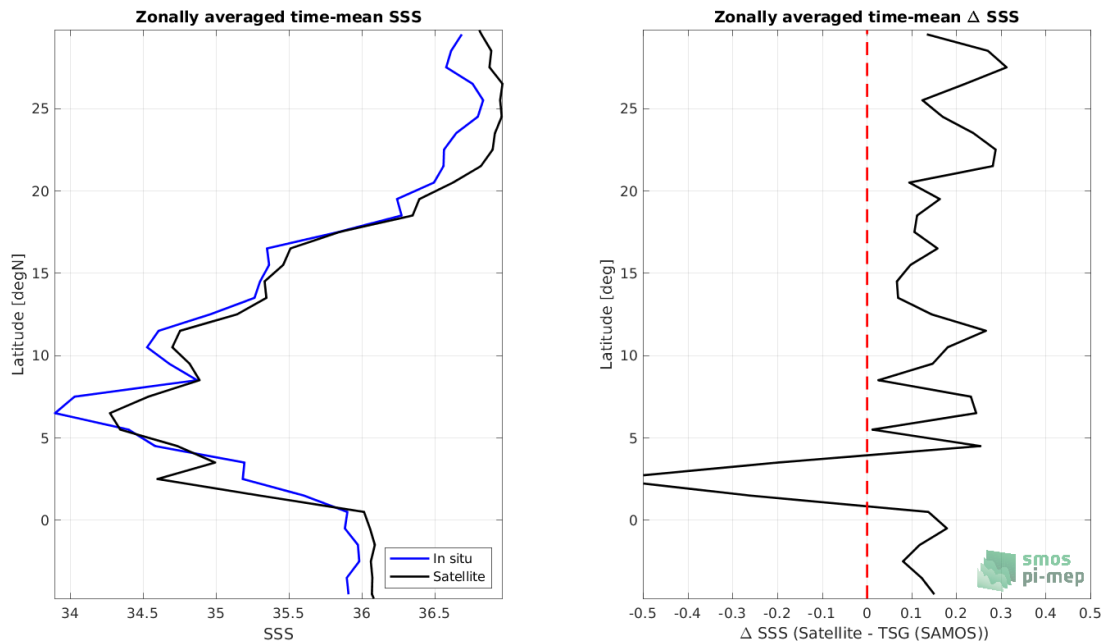 Zonally averaged time-mean SSS
25
20
15
10
5
0
Latitude [degN]
34
34.5
35
35.5
36
36.5
SSS
In situ
Satellite
Zonally averaged time-mean Δ SSS
25
20
15
10
5
0
Latitude [deg]
-0.5
-0.4
-0.3
-0.2
-0.1
0
0.1
0.2
0.3
0.4
0.5
Δ SSS (Satellite - TSG (SAMOS))
smos
pi-mep